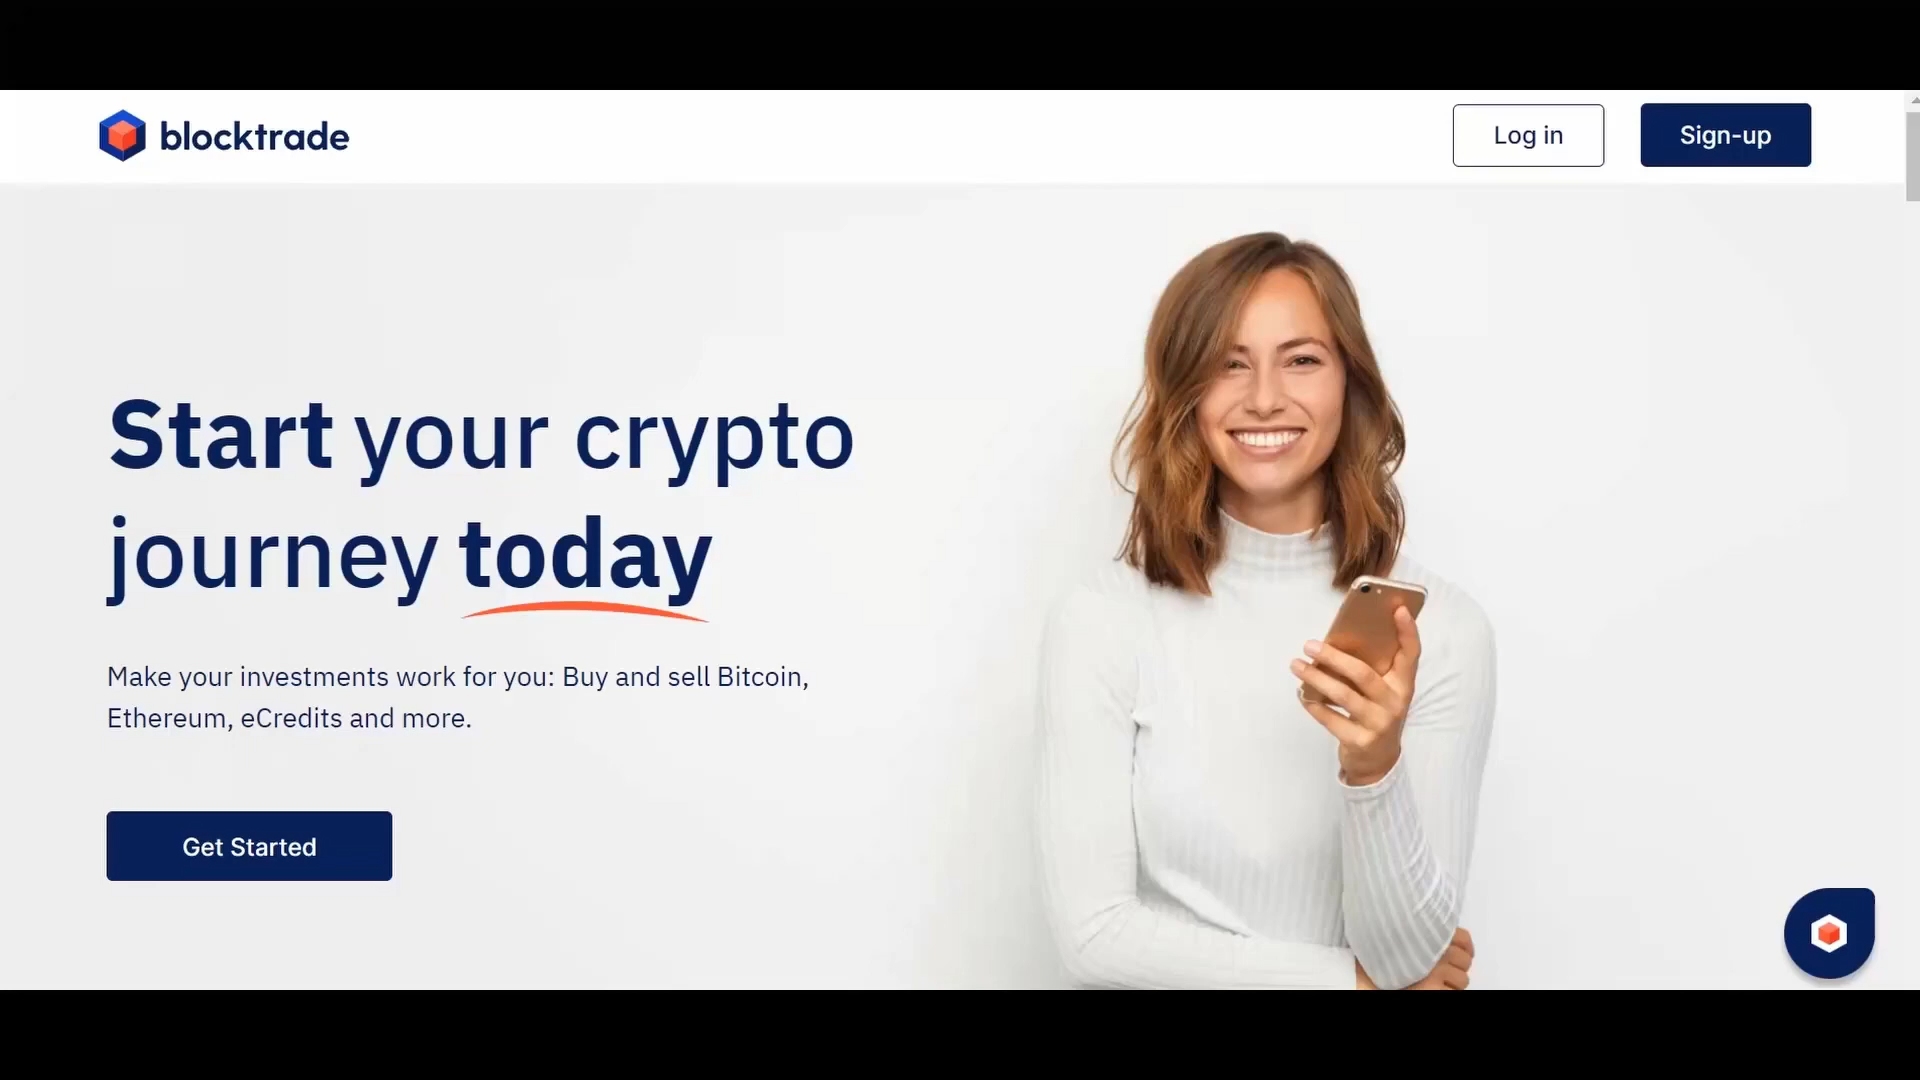 blocktrade
Log in
Sign-up
Start your crypto
journey today
Make your investments work for you: Buy and sell Bitcoin,
Ethereum, eCredits and more.
Get Started